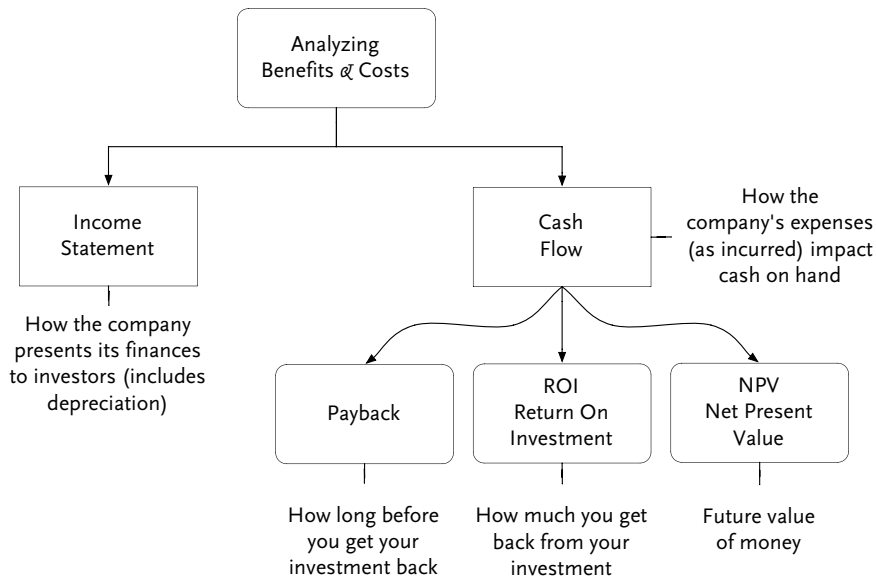 Analyzing
Benefits & Costs
Income
Statement
How the company
presents its finances
to investors (includes
depreciation)
Cash
Flow
How the
company's expenses
(as incurred) impact
cash on hand
Payback
How long before
you get your
investment back
ROI
Return On
Investment
How much you get
back from your
investment
NPV
Net Present
Value
Future value
of money